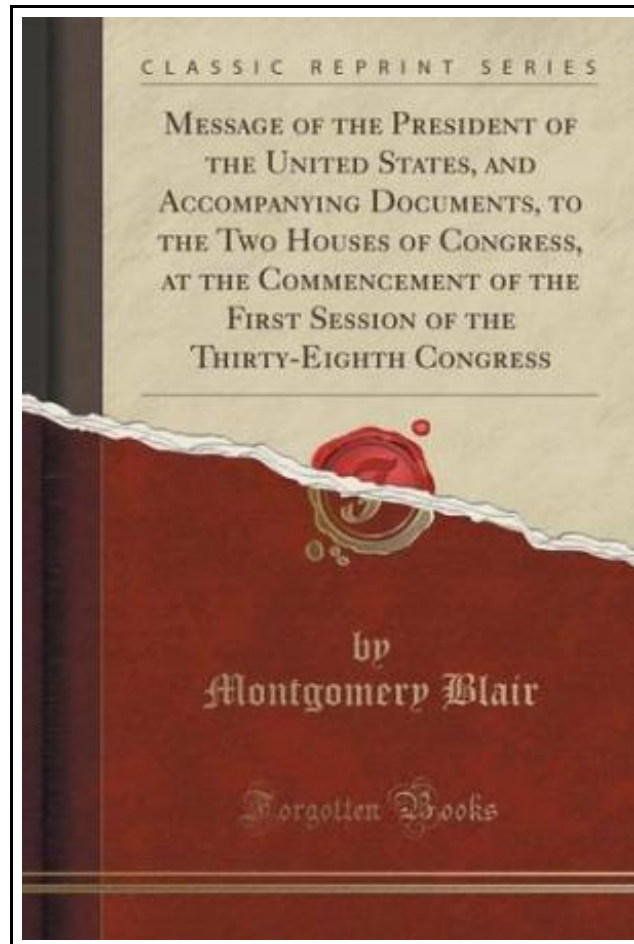 CLASSIC REPRINT SERIES
MESSAGE OF THE PRESIDENT OF
THE UNITED STATES, AND
ACCOMPANYING DOCUMENTS, TO
THE TWO HOUSES OF CONGRESS,
AT THE COMMENCEMENT OF THE
FIRST SESSION OF THE
THIRTY-EIGHTH CONGRESS
by
Montgomery Blair
Forgotten Books